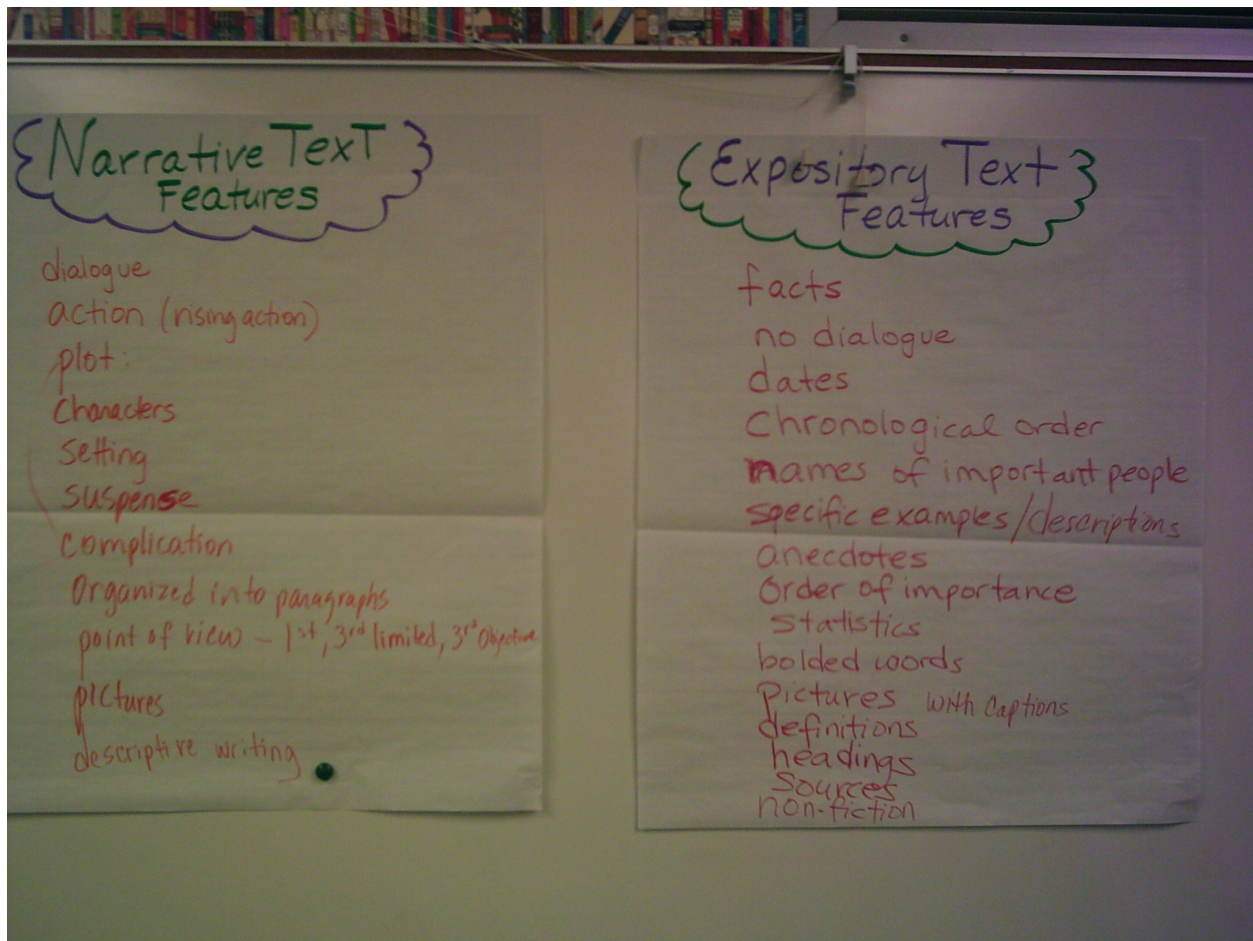 Narrative Text
Features
dialogue
action (rising action)
plot:
Characters
Setting
suspense
Complication
Organized into paragraphs
point of view - 1st, 3rd limited, 3rd Objective
pictures
descriptive writing
Expository Text
Features
facts
no dialogue
dates
Chronological order
names of important people
specific examples/descriptions
anecdotes
Order of importance
Statistics
bolded words
Pictures with Captions
definitions
headings
Sources
non-fiction